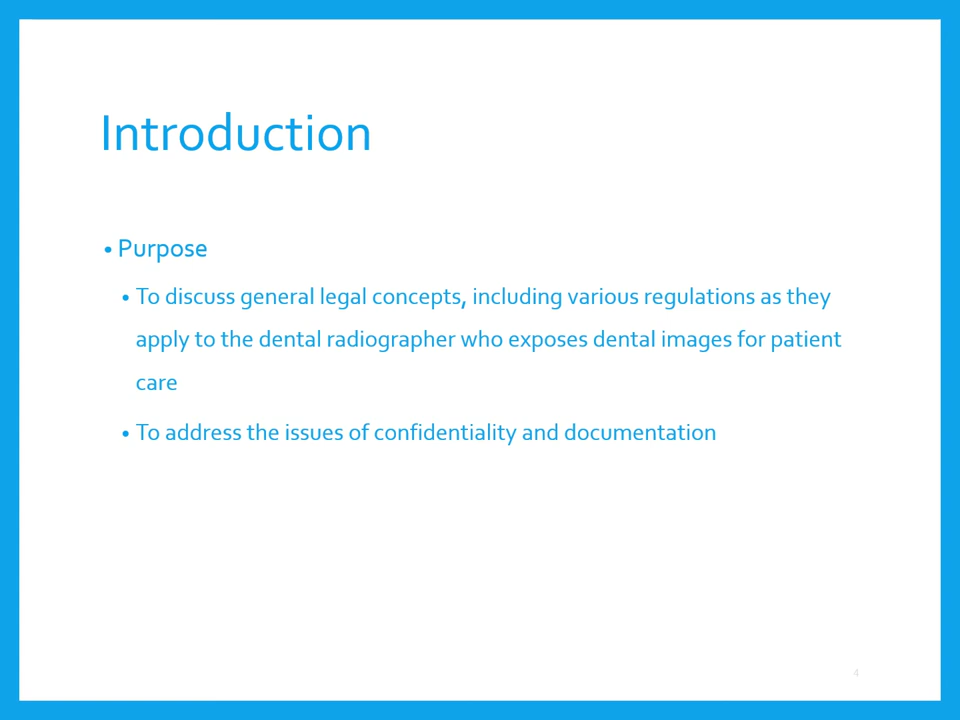 Introduction
• Purpose
• To discuss general legal concepts, including various regulations as they
apply to the dental radiographer who exposes dental images for patient
care
• To address the issues of confidentiality and documentation
4